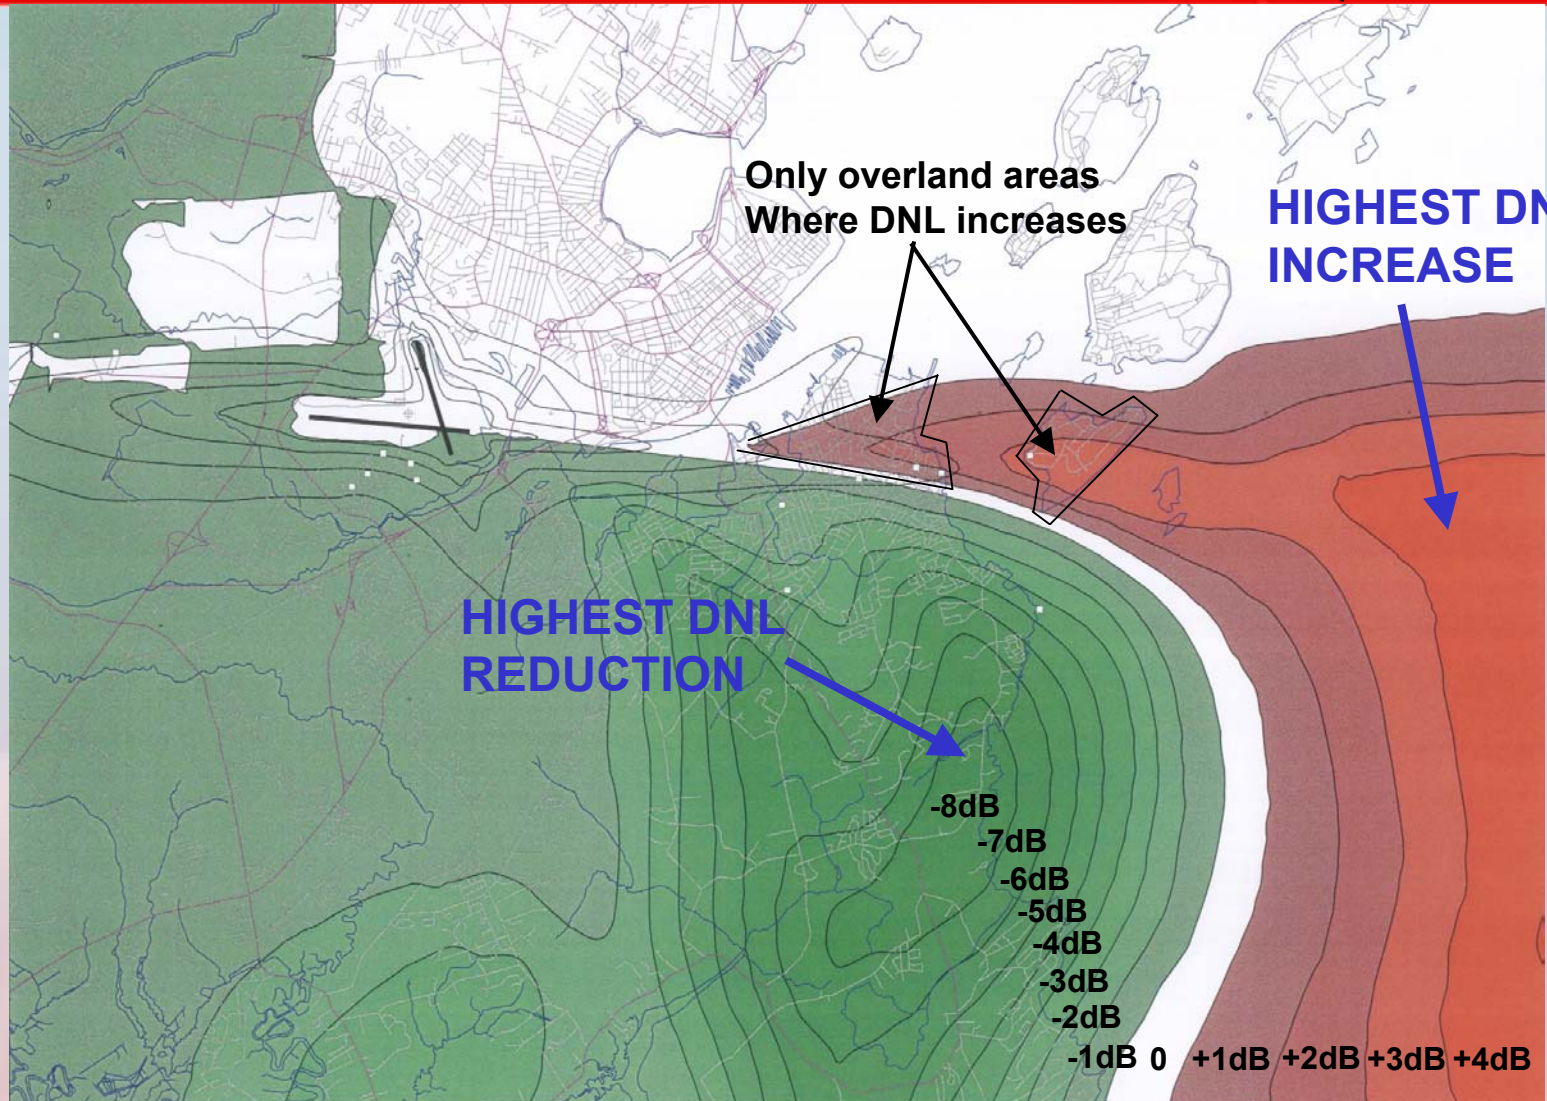 Only overland areas
Where DNL increases
HIGHEST DN
INCREASE
HIGHEST DNL
REDUCTION
-8dB
-7dB
-6dB
-5dB
-4dB
-3dB
-2dB
-1dB 0 +1dB +2dB +3dB +4dB